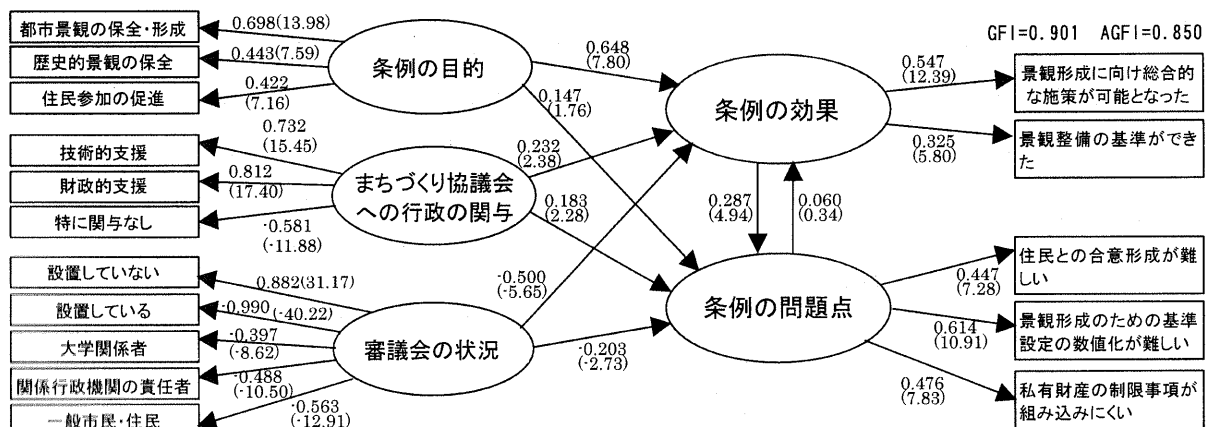 GFI=0.901 AGFI=0.850
都市景観の保全・形成
0.698(13.98)
歴史的景観の保全
0.443(7.59)
住民参加の促進
0.422
(7.16)
条例の目的
0.648
(7.80)
0.147
(1.76)
技術的支援
0.732
(15.45)
財政的支援
0.812
(17.40)
特に関与なし
-0.581
(-11.88)
まちづくり協議会
への行政の関与
0.232
(2.38)
0.183
(2.28)
設置していない
0.882(31.17)
設置している
-0.990(-40.22)
大学関係者
-0.397
(-8.62)
関係行政機関の責任者
-0.488
(-10.50)
一般市民・住民
-0.563
(-12.91)
審議会の状況
-0.500
(-5.65)
-0.203
(-2.73)
条例の効果
0.547
(12.39)
景観形成に向け総合的
な施策が可能となった
0.325
(5.80)
景観整備の基準ができ
た
0.287
(4.94)
0.060
(0.34)
条例の問題点
0.447
(7.28)
住民との合意形成が難
しい
0.614
(10.91)
景観形成のための基準
設定の数値化が難しい
0.476
(7.83)
私有財産の制限事項が
組み込みにくい